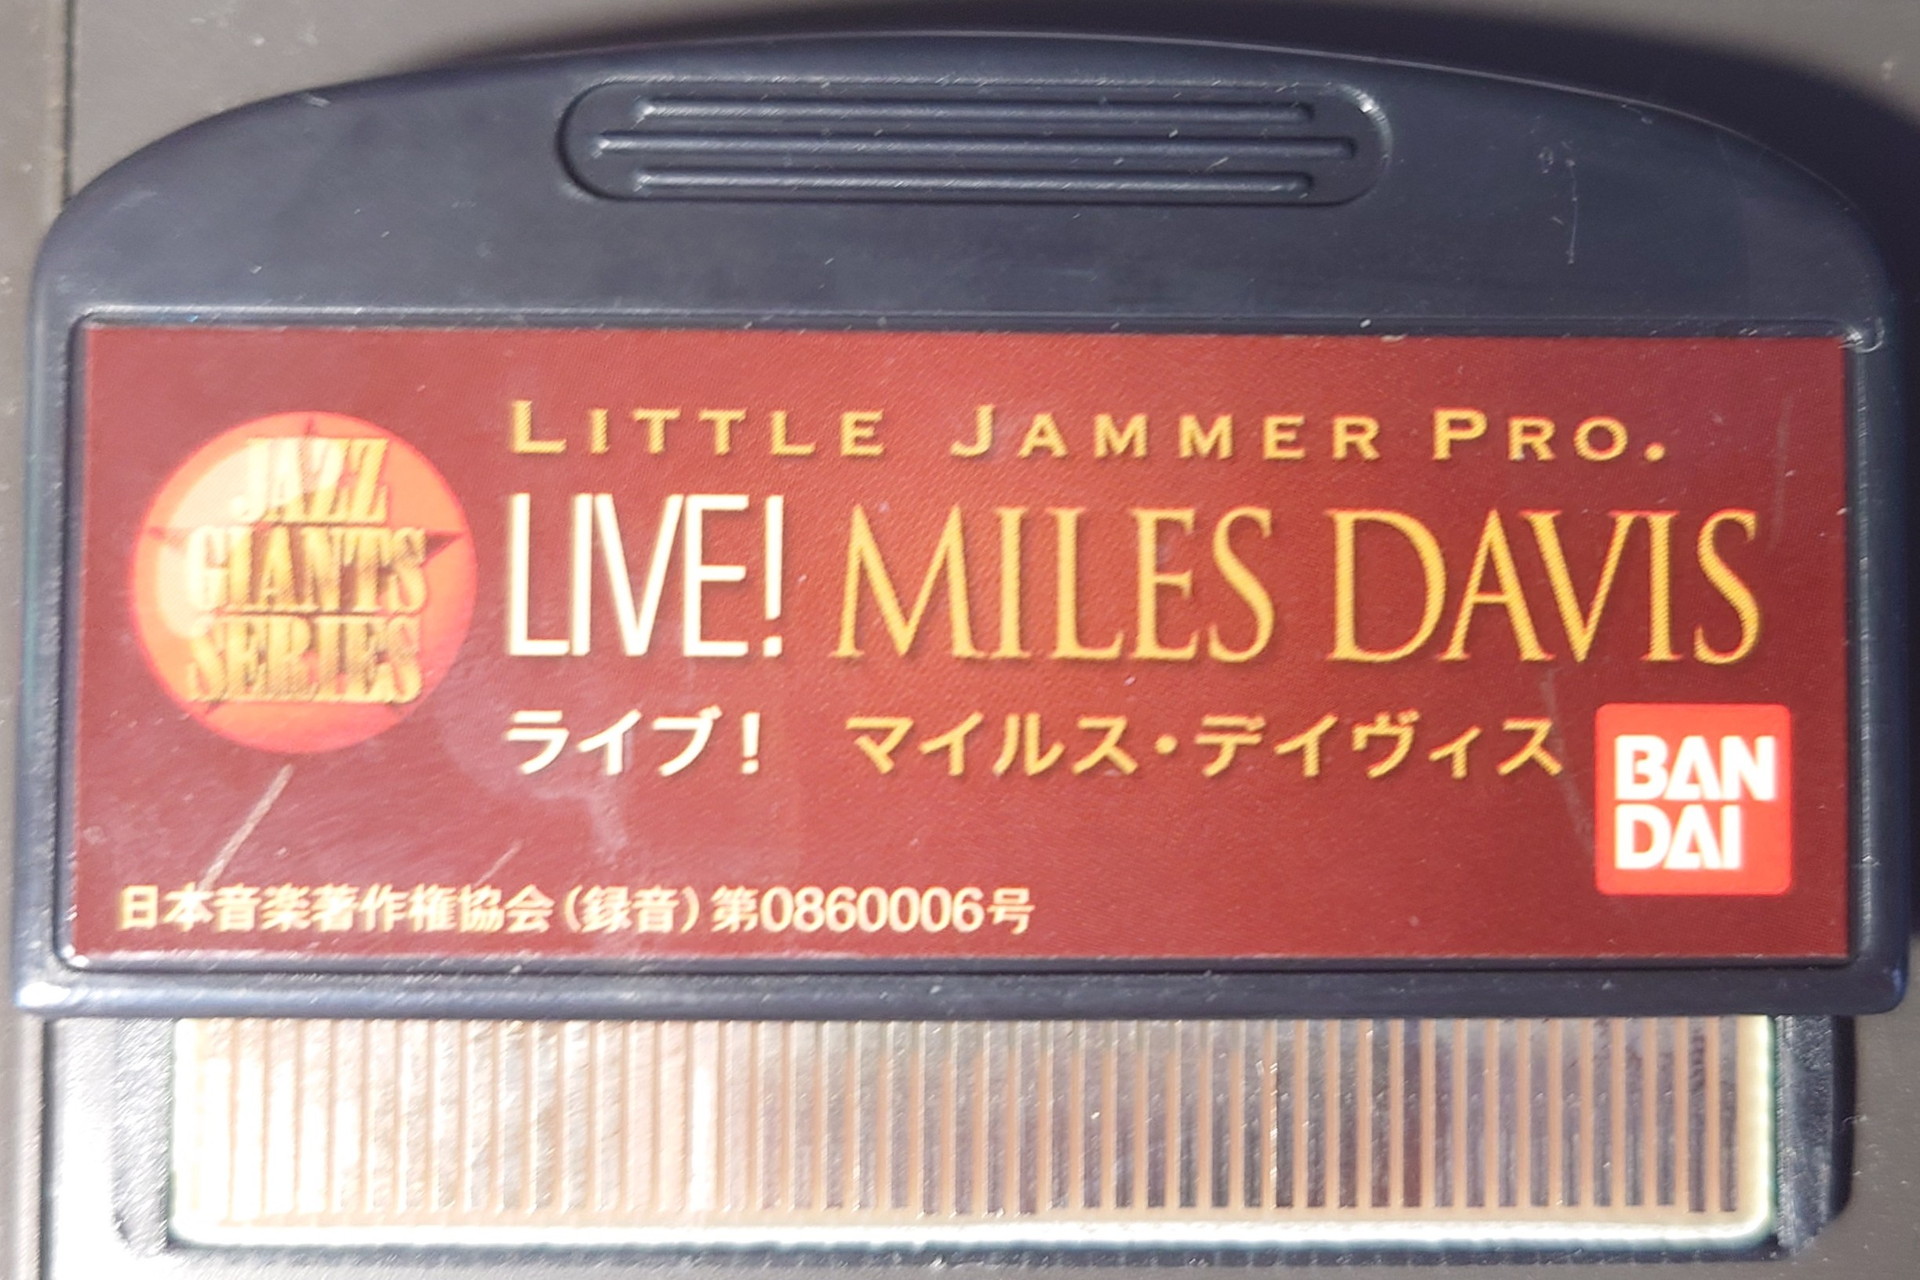 JAZZ
GIANTS
SERIES
LITTLE JAMMER PRO.
LIVE! MILES DAVIS
ライブ! マイルス・デイヴィス
BAN
DAI
日本音楽著作権協会(録音)第0860006号